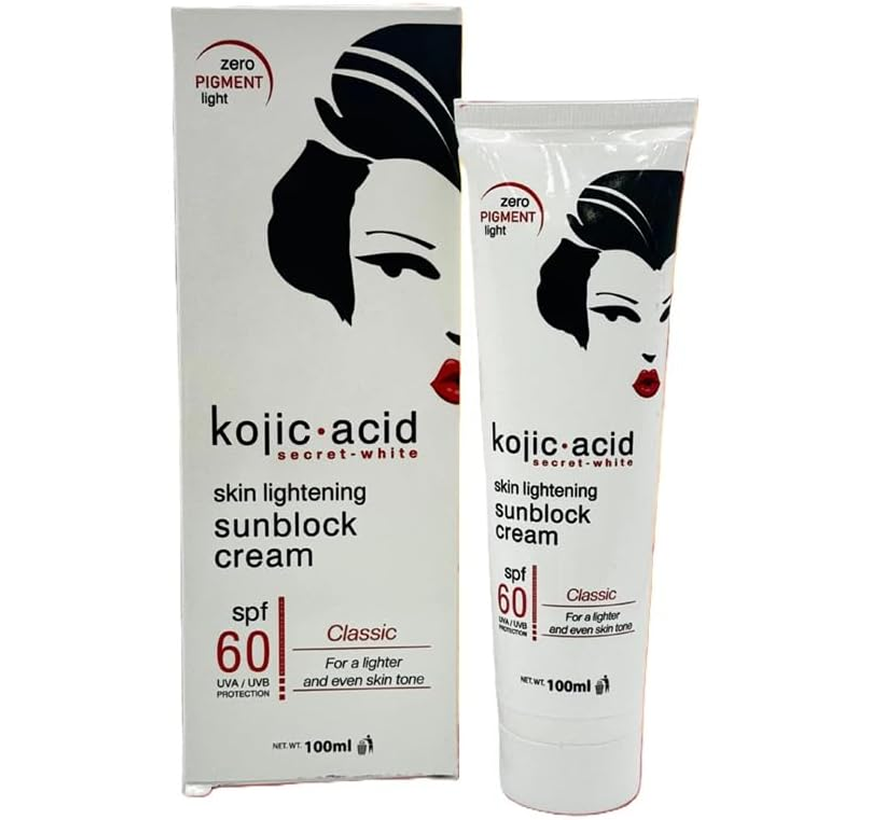 zero
PIGMENT
light
kojic·acid
secret-white
skin lightening
sunblock
cream
spf
60
UVA / UVB
PROTECTION
Classic
For a lighter
and even skin tone
NET. WT. 100ml
zero
PIGMENT
light
kojic·acid
secret-white
skin lightening
sunblock
cream
spf
60
UVA / UVB
PROTECTION
Classic
For a lighter
and even skin tone
NET. WT. 100ml